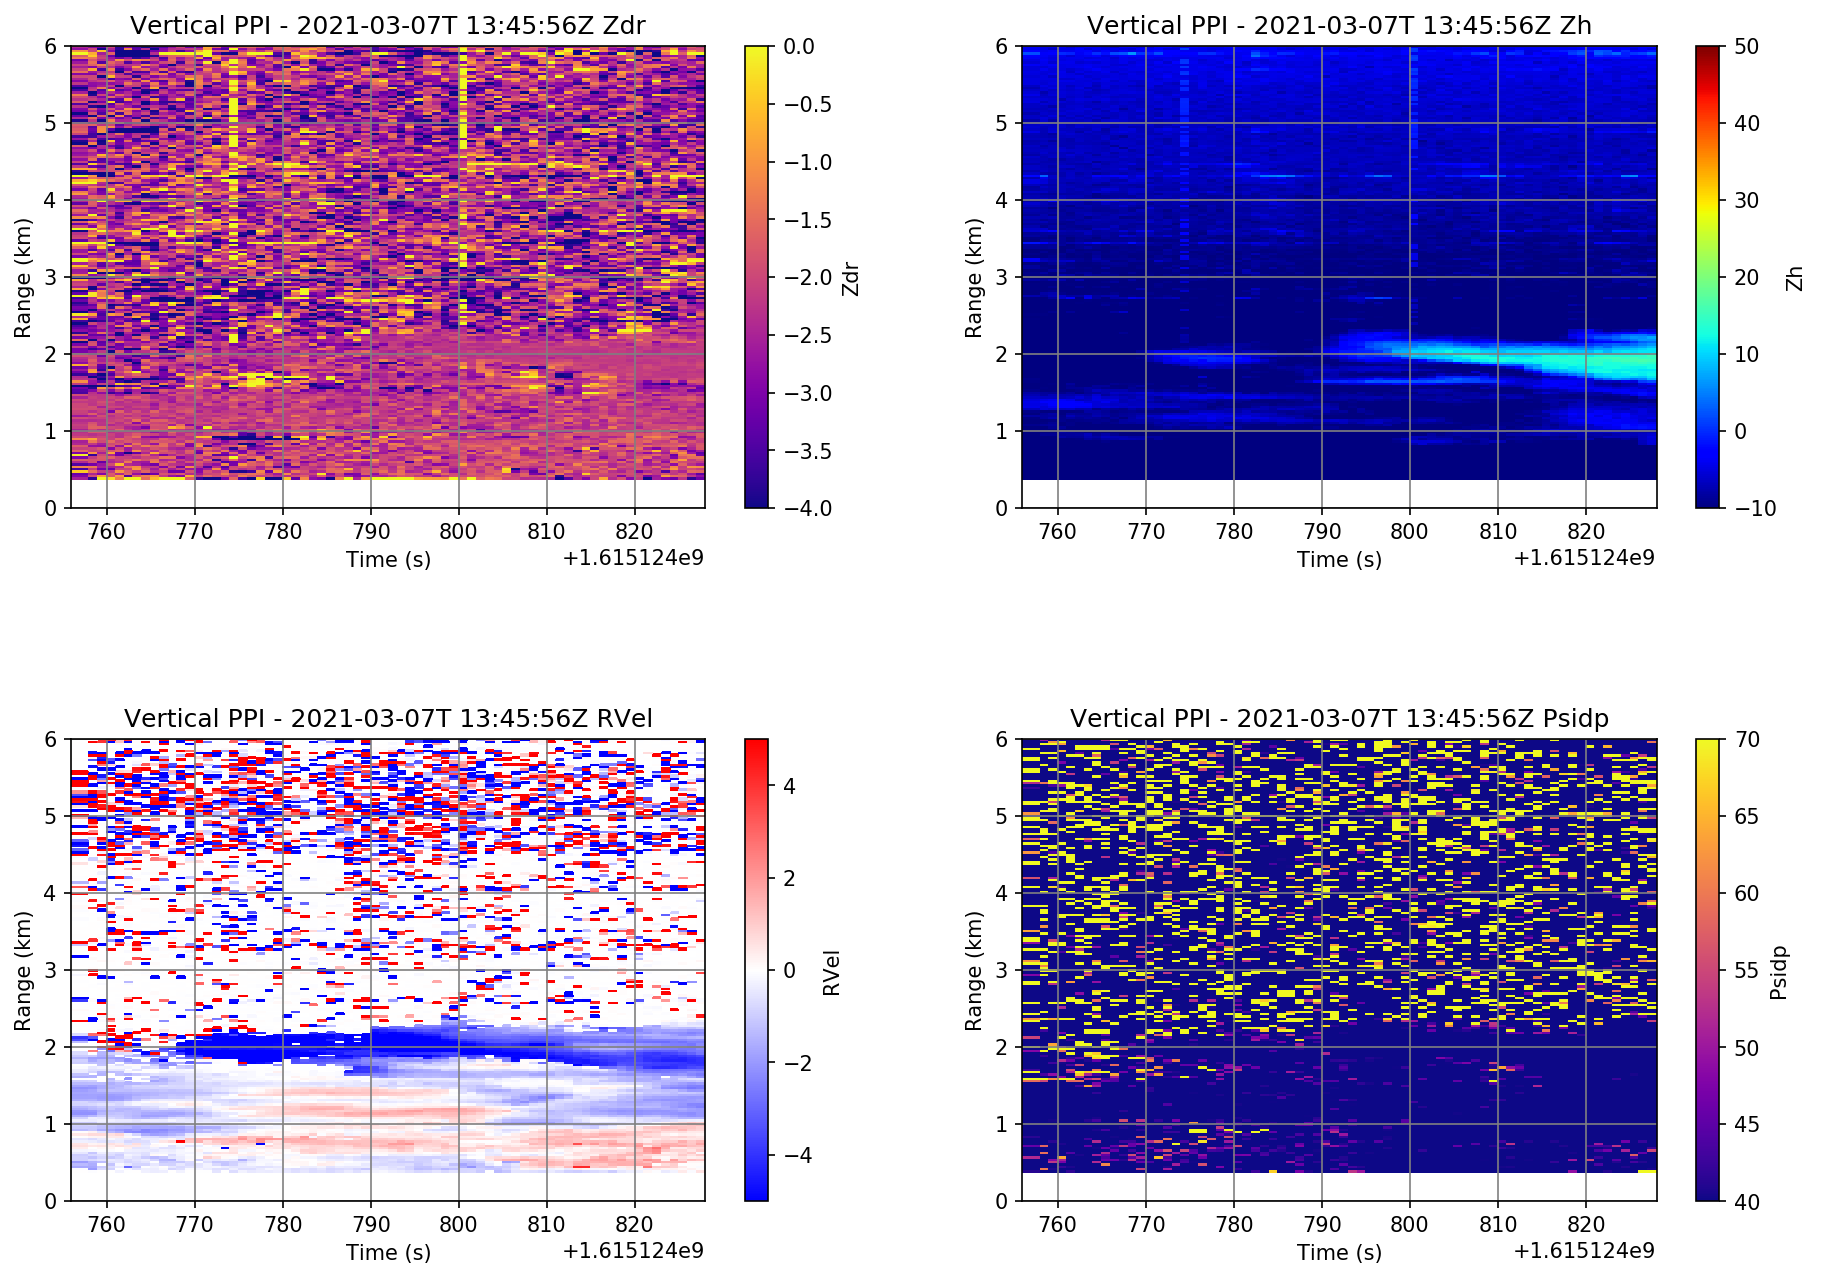 Vertical PPI - 2021-03-07T 13:45:56Z Zdr
6
5
4
3
2
1
0
Range (km)
760 770 780 790 800 810 820
Time (s)
+1.615124e9
0.0
−0.5
−1.0
−1.5
−2.0
−2.5
−3.0
−3.5
−4.0
Zdr
Vertical PPI - 2021-03-07T 13:45:56Z Zh
6
5
4
3
2
1
0
Range (km)
760 770 780 790 800 810 820
Time (s)
+1.615124e9
50
40
30
20
10
0
−10
Zh
Vertical PPI - 2021-03-07T 13:45:56Z RVel
6
5
4
3
2
1
0
Range (km)
760 770 780 790 800 810 820
Time (s)
+1.615124e9
4
2
0
−2
−4
RVel
Vertical PPI - 2021-03-07T 13:45:56Z Psidp
6
5
4
3
2
1
0
Range (km)
760 770 780 790 800 810 820
Time (s)
+1.615124e9
70
65
60
55
50
45
40
Psidp